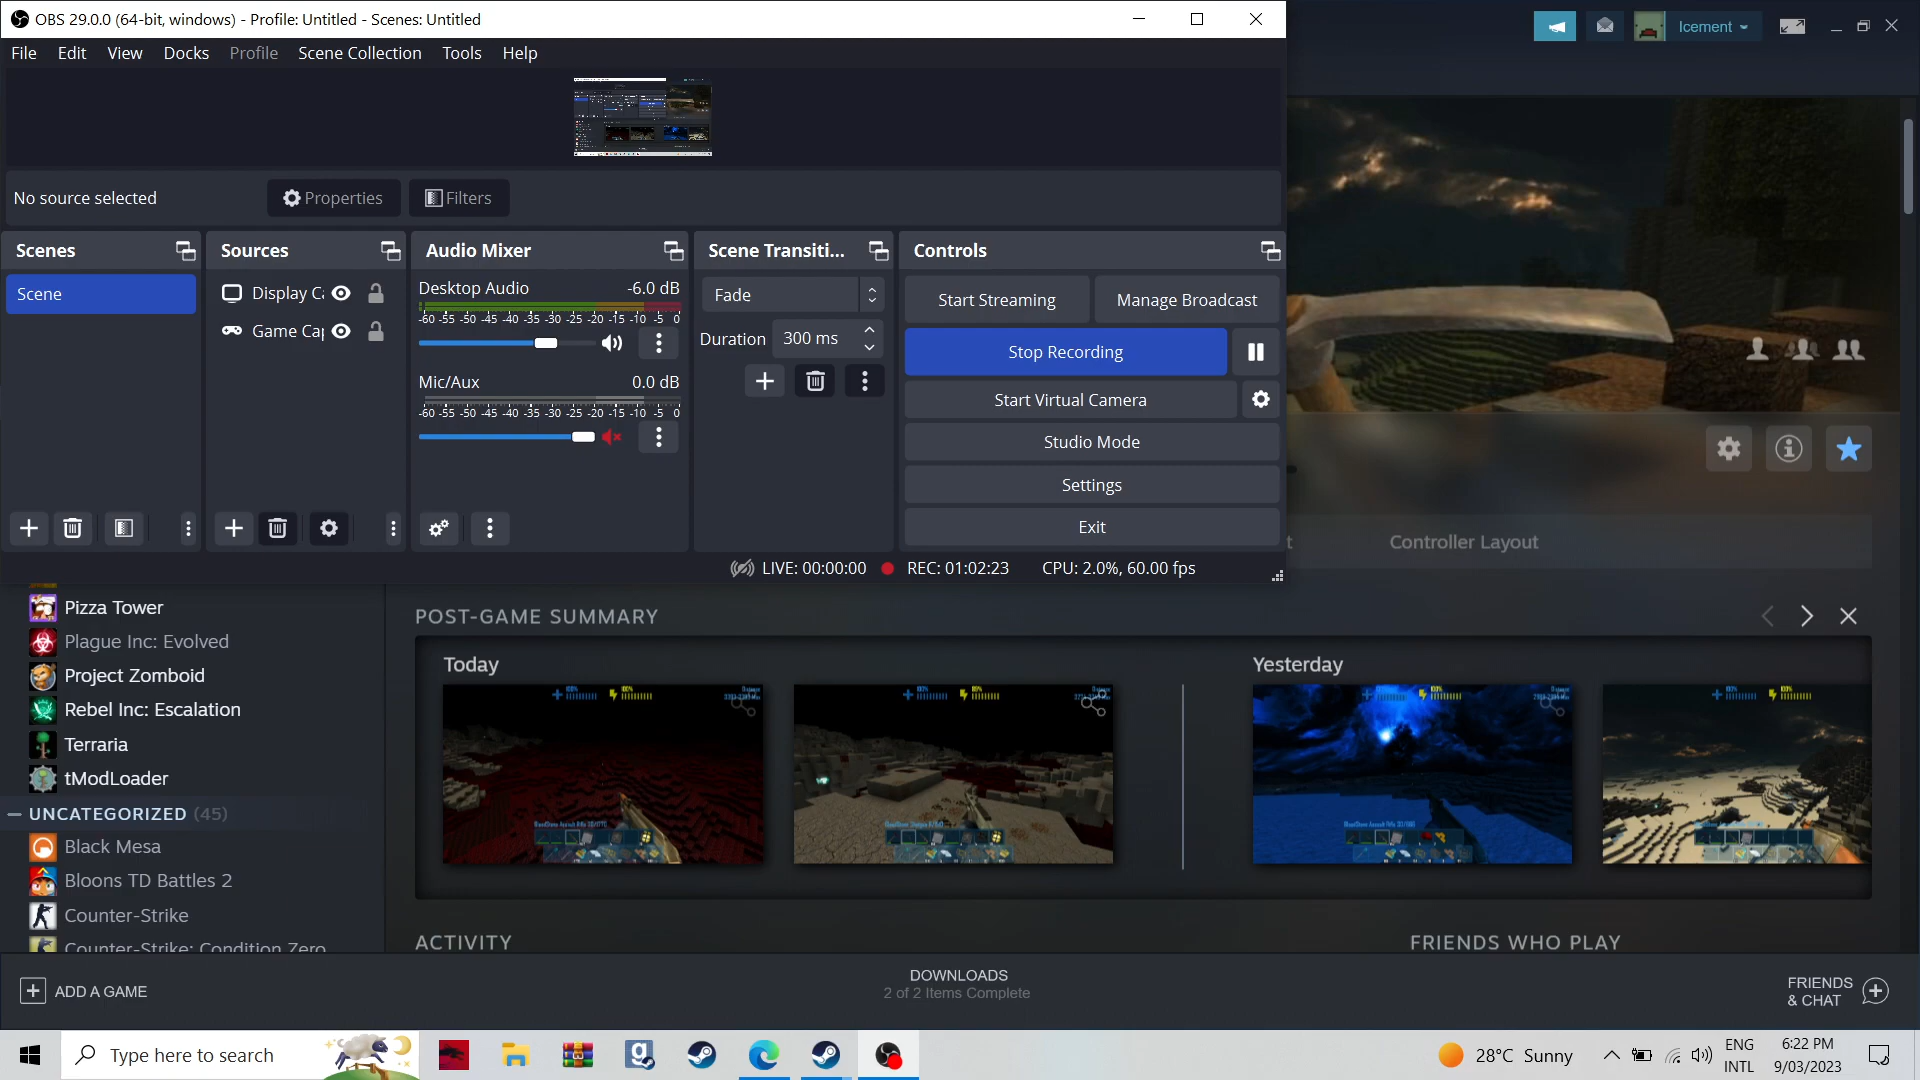 OBS 29.0.0 (64-bit, windows) - Profile: Untitled - Scenes: Untitled
Icement
File Edit View Docks Profile Scene Collection Tools Help
No source selected
Properties
Filters
Scenes
Scene
Sources
Display Ca
Game Cap
Audio Mixer
Desktop Audio -6.0 dB
-60 -55 -50 -45 -40 -35 -30 -25 -20 -15 -10 -5 0
Mic/Aux 0.0 dB
-60 -55 -50 -45 -40 -35 -30 -25 -20 -15 -10 -5 0
Scene Transiti...
Fade
Duration 300 ms
Controls
Start Streaming
Manage Broadcast
Stop Recording
Start Virtual Camera
Studio Mode
Settings
Exit
LIVE: 00:00:00 REC: 01:02:23 CPU: 2.0%, 60.00 fps
Controller Layout
Pizza Tower
Plague Inc: Evolved
Project Zomboid
Rebel Inc: Escalation
Terraria
tModLoader
UNCATEGORIZED (45)
Black Mesa
Bloons TD Battles 2
Counter-Strike
Counter-Strike: Condition Zero
POST-GAME SUMMARY
Today
Yesterday
ACTIVITY
FRIENDS WHO PLAY
ADD A GAME
DOWNLOADS
2 of 2 Items Complete
FRIENDS
& CHAT
Type here to search
28°C Sunny
ENG
INTL
6:22 PM
9/03/2023